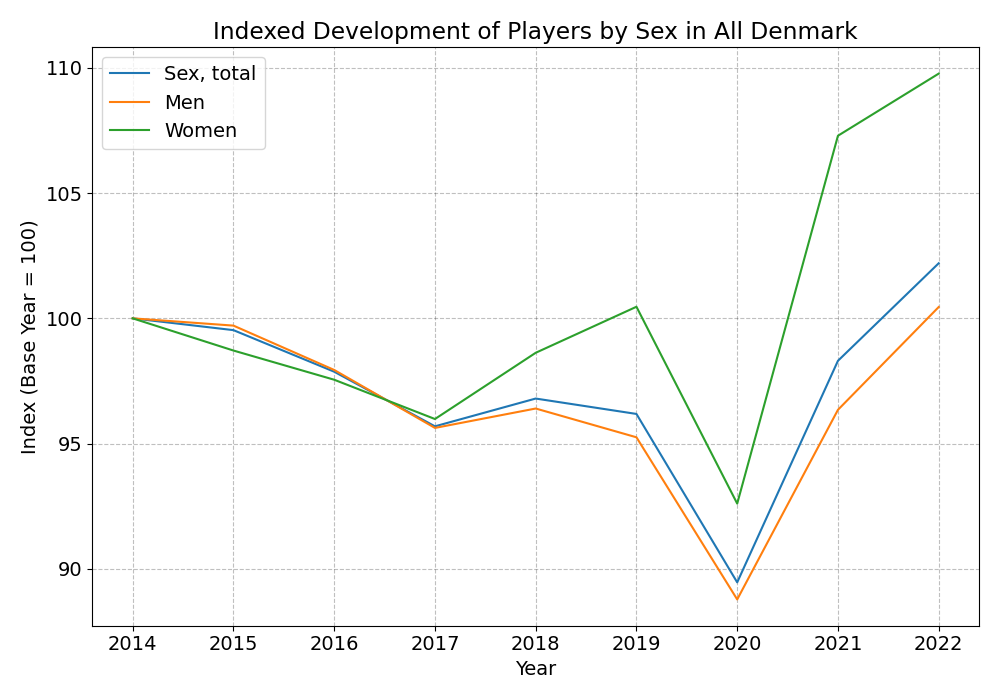 Indexed Development of Players by Sex in All Denmark
Sex, total
Men
Women
Index (Base Year = 100)
110
105
100
95
90
2014 2015 2016 2017 2018 2019 2020 2021 2022
Year